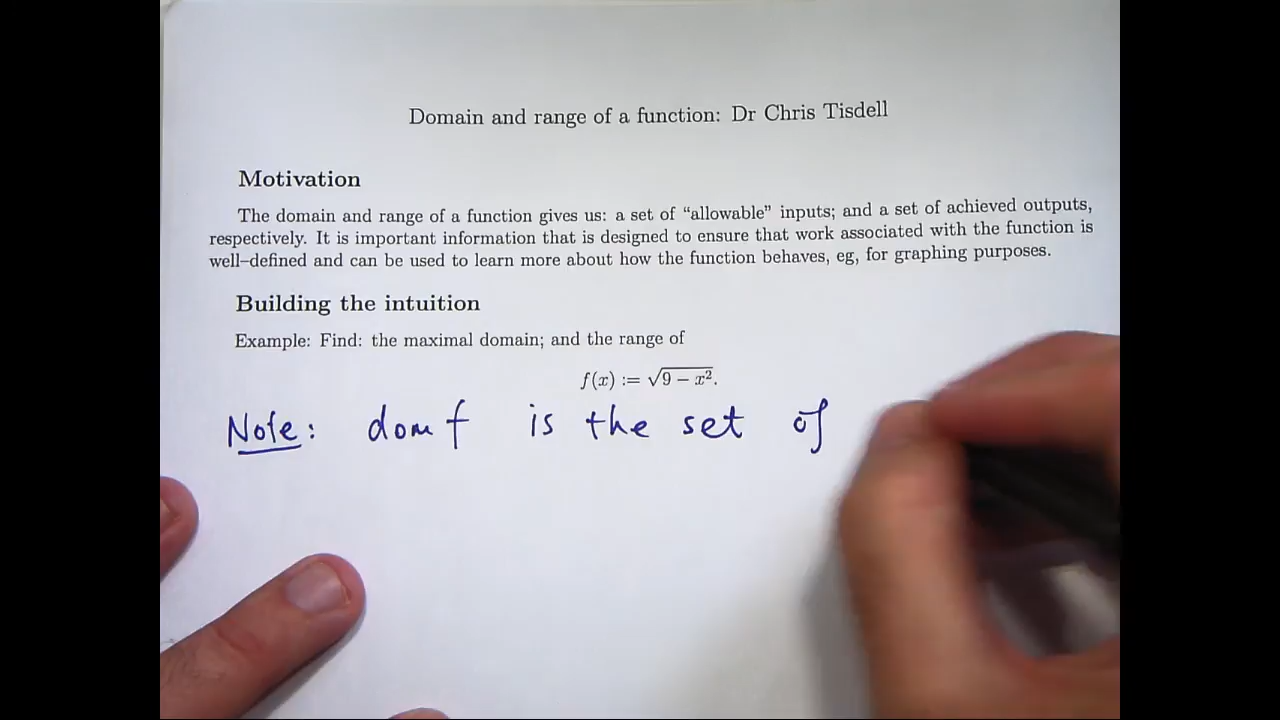 Domain and range of a function: Dr Chris Tisdell
Motivation
The domain and range of a function gives us: a set of “allowable” inputs; and a set of achieved outputs,
respectively. It is important information that is designed to ensure that work associated with the function is
well–defined and can be used to learn more about how the function behaves, eg, for graphing purposes.
Building the intuition
Example: Find: the maximal domain; and the range of
f(x) := √(9 − x²).
Note: dom f is the set of